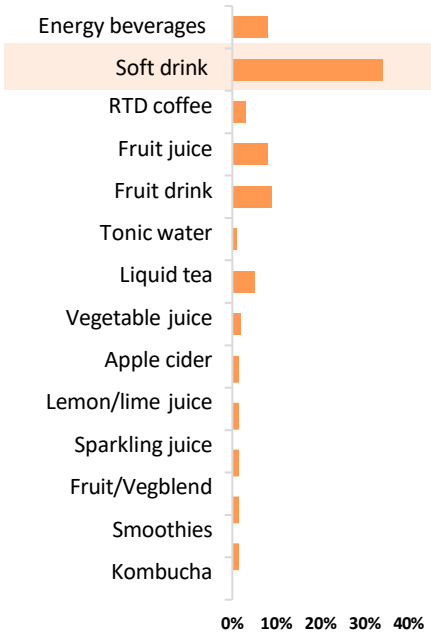 Energy beverages
Soft drink
RTD coffee
Fruit juice
Fruit drink
Tonic water
Liquid tea
Vegetable juice
Apple cider
Lemon/lime juice
Sparkling juice
Fruit/Vegblend
Smoothies
Kombucha
0% 10% 20% 30% 40%